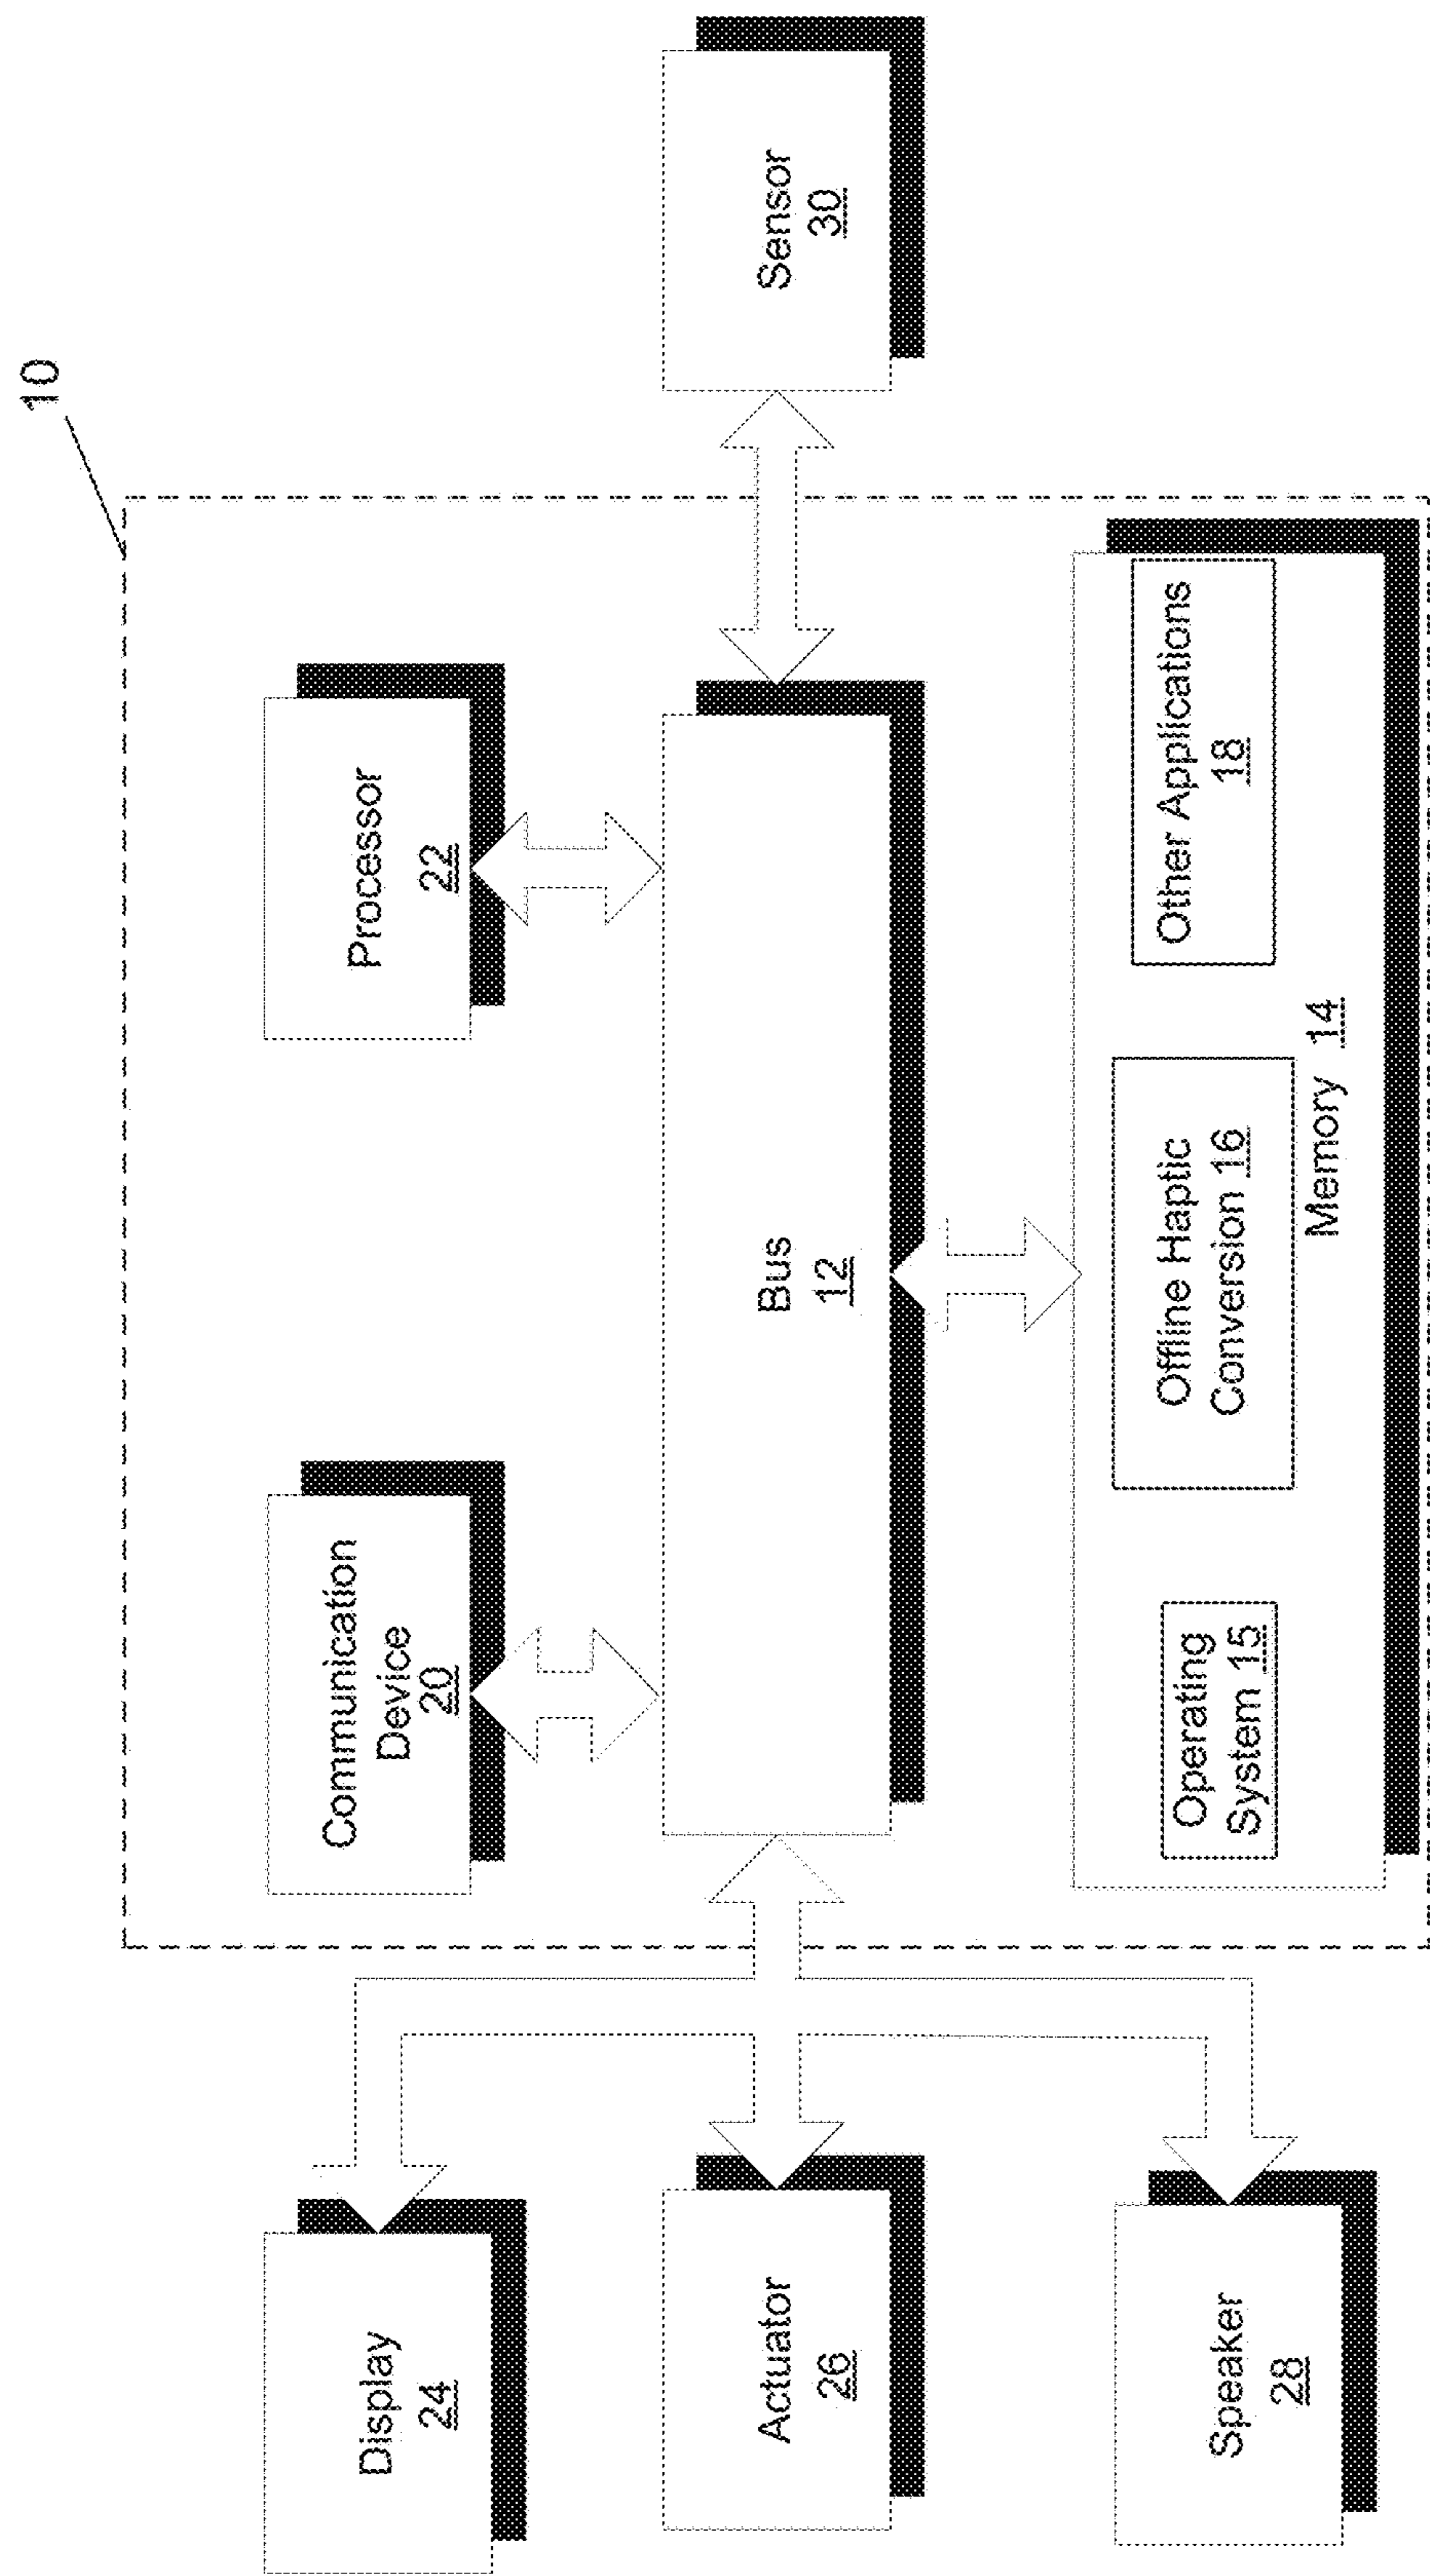 10
Communication
Device
20
Processor
22
Display
24
Bus
12
Actuator
26
Sensor
30
Operating
System 15
Offline Haptic
Conversion 16
Other Applications
18
Memory 14
Speaker
28